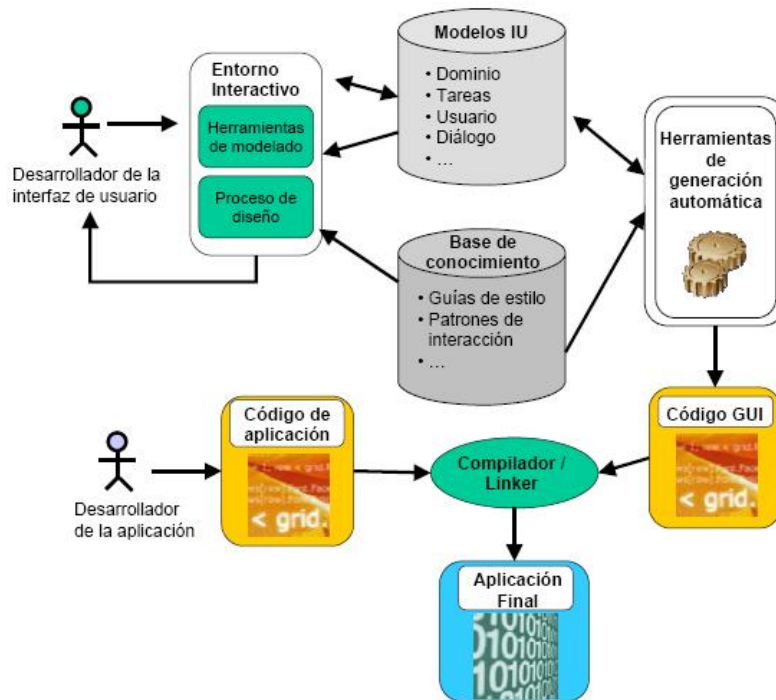 Modelos IU
• Dominio
• Tareas
• Usuario
• Diálogo
• ...
Entorno
Interactivo
Herramientas
de modelado
Proceso de
diseño
Desarrollador de la
interfaz de usuario
Herramientas
de
generación
automática
Base de
conocimiento
• Guías de estilo
• Patrones de
interacción
• ...
Código de
aplicación
< grid.
Código GUI
< grid.
Compilador /
Linker
Desarrollador
de la aplicación
Aplicación
Final